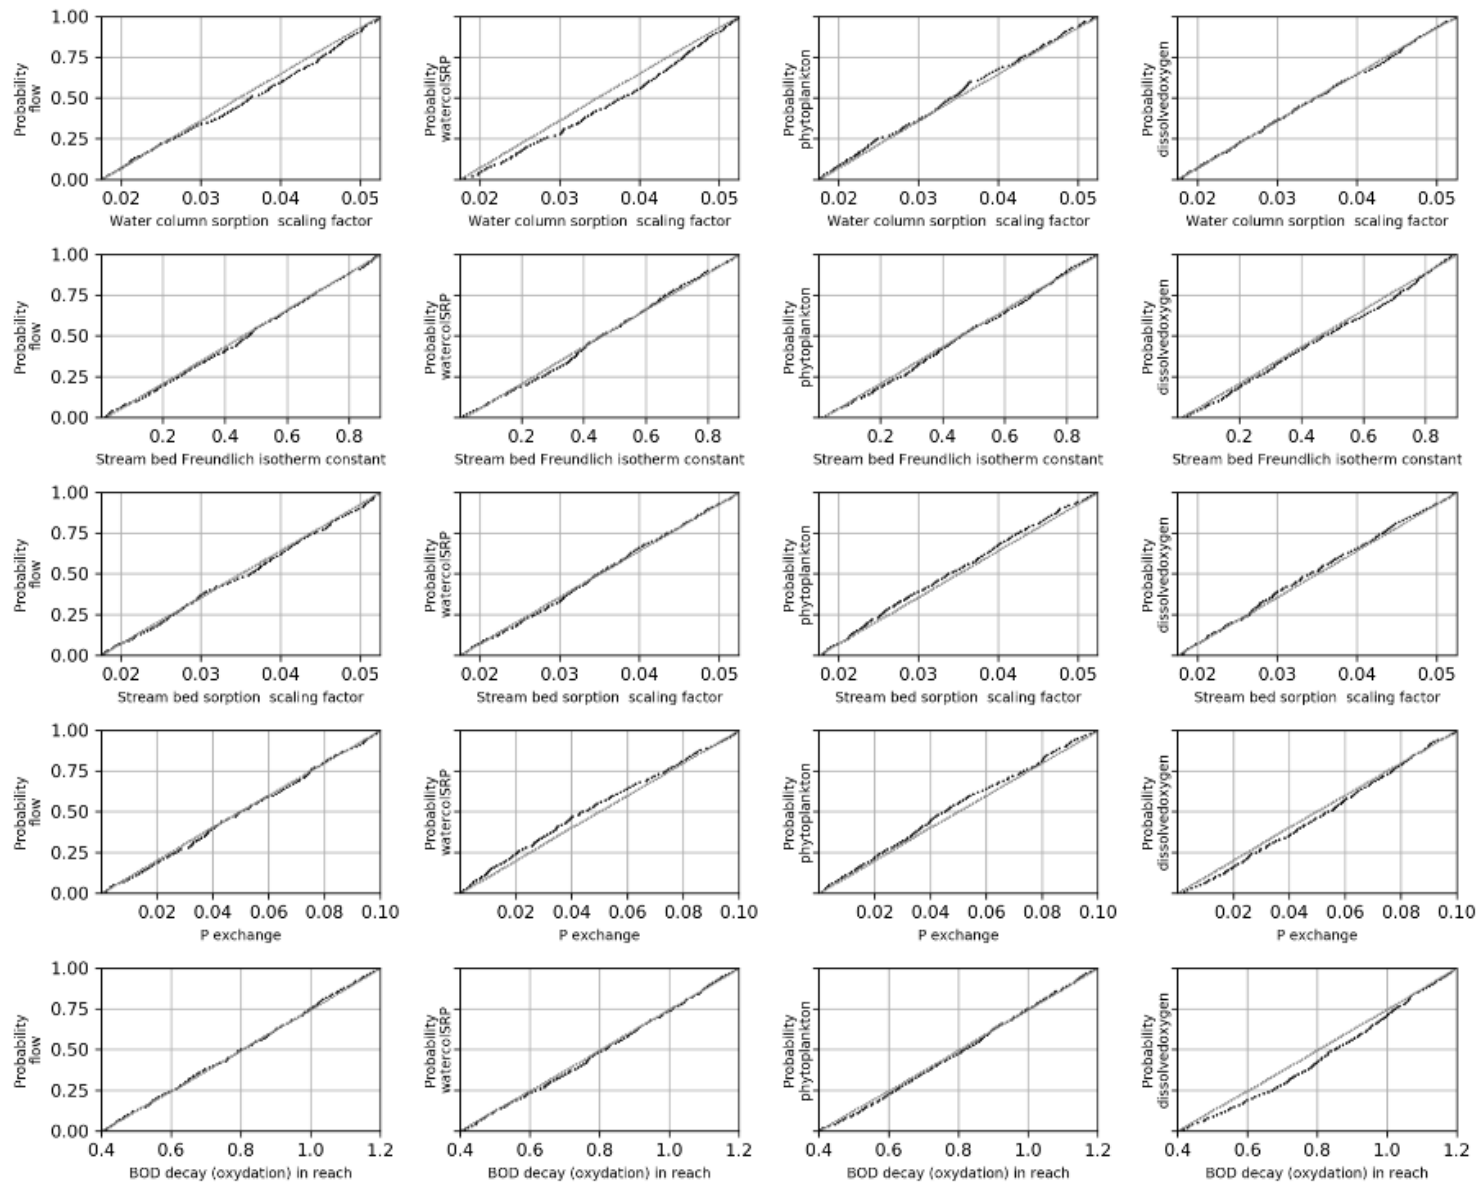 1.00
0.75
0.50
0.25
0.00
Probability
flow
0.02 0.03 0.04 0.05
Water column sorption scaling factor
Probability
watercolSRP
0.02 0.03 0.04 0.05
Water column sorption scaling factor
Probability
phytoplankton
0.02 0.03 0.04 0.05
Water column sorption scaling factor
Probability
dissolvedoxygen
0.02 0.03 0.04 0.05
Water column sorption scaling factor
1.00
0.75
0.50
0.25
0.00
Probability
flow
0.2 0.4 0.6 0.8
Stream bed Freundlich isotherm constant
Probability
watercolSRP
0.2 0.4 0.6 0.8
Stream bed Freundlich isotherm constant
Probability
phytoplankton
0.2 0.4 0.6 0.8
Stream bed Freundlich isotherm constant
Probability
dissolvedoxygen
0.2 0.4 0.6 0.8
Stream bed Freundlich isotherm constant
1.00
0.75
0.50
0.25
0.00
Probability
flow
0.02 0.03 0.04 0.05
Stream bed sorption scaling factor
Probability
watercolSRP
0.02 0.03 0.04 0.05
Stream bed sorption scaling factor
Probability
phytoplankton
0.02 0.03 0.04 0.05
Stream bed sorption scaling factor
Probability
dissolvedoxygen
0.02 0.03 0.04 0.05
Stream bed sorption scaling factor
1.00
0.75
0.50
0.25
0.00
Probability
flow
0.02 0.04 0.06 0.08 0.10
P exchange
Probability
watercolSRP
0.02 0.04 0.06 0.08 0.10
P exchange
Probability
phytoplankton
0.02 0.04 0.06 0.08 0.10
P exchange
Probability
dissolvedoxygen
0.02 0.04 0.06 0.08 0.10
P exchange
1.00
0.75
0.50
0.25
0.00
Probability
flow
0.4 0.6 0.8 1.0 1.2
BOD decay (oxydation) in reach
Probability
watercolSRP
0.4 0.6 0.8 1.0 1.2
BOD decay (oxydation) in reach
Probability
phytoplankton
0.4 0.6 0.8 1.0 1.2
BOD decay (oxydation) in reach
Probability
dissolvedoxygen
0.4 0.6 0.8 1.0 1.2
BOD decay (oxydation) in reach